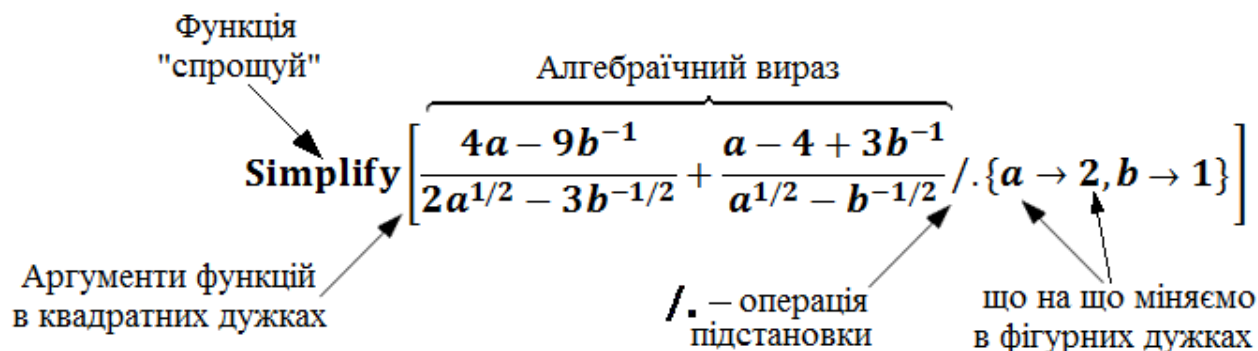 Функція
"спрощуй"
Алгебраїчний вираз
Simplify[(4a − 9b⁻¹)/(2a^{1/2} − 3b^{−1/2}) + (a − 4 + 3b⁻¹)/(a^{1/2} − b^{−1/2}) /. {a → 2, b → 1}]
Аргументи функцій
в квадратних дужках
/. – операція
підстановки
що на що міняємо
в фігурних дужках